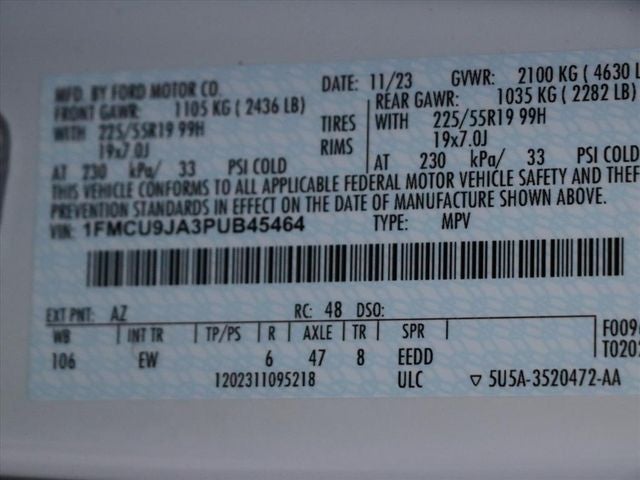 MFD. BY FORD MOTOR CO. DATE: 11/23 GVWR: 2100 KG ( 4630 L
FRONT GAWR: 1105 KG ( 2436 LB) REAR GAWR: 1035 KG ( 2282 LB)
WITH 225/55R19 99H TIRES WITH 225/55R19 99H
19x7.0J RIMS 19x7.0J
AT 230 kPa/ 33 PSI COLD AT 230 kPa/ 33 PSI COLD
THIS VEHICLE CONFORMS TO ALL APPLICABLE FEDERAL MOTOR VEHICLE SAFETY AND THEF
PREVENTION STANDARDS IN EFFECT ON THE DATE OF MANUFACTURE SHOWN ABOVE.
VIN: 1FMCU9JA3PUB45464 TYPE: MPV
EXT PNT: AZ RC: 48 DSO:
WB INT TR TP/PS R AXLE TR SPR F009
106 EW 6 47 8 EEDD T020
1202311095218 ULC ▽ 5U5A-3520472-AA